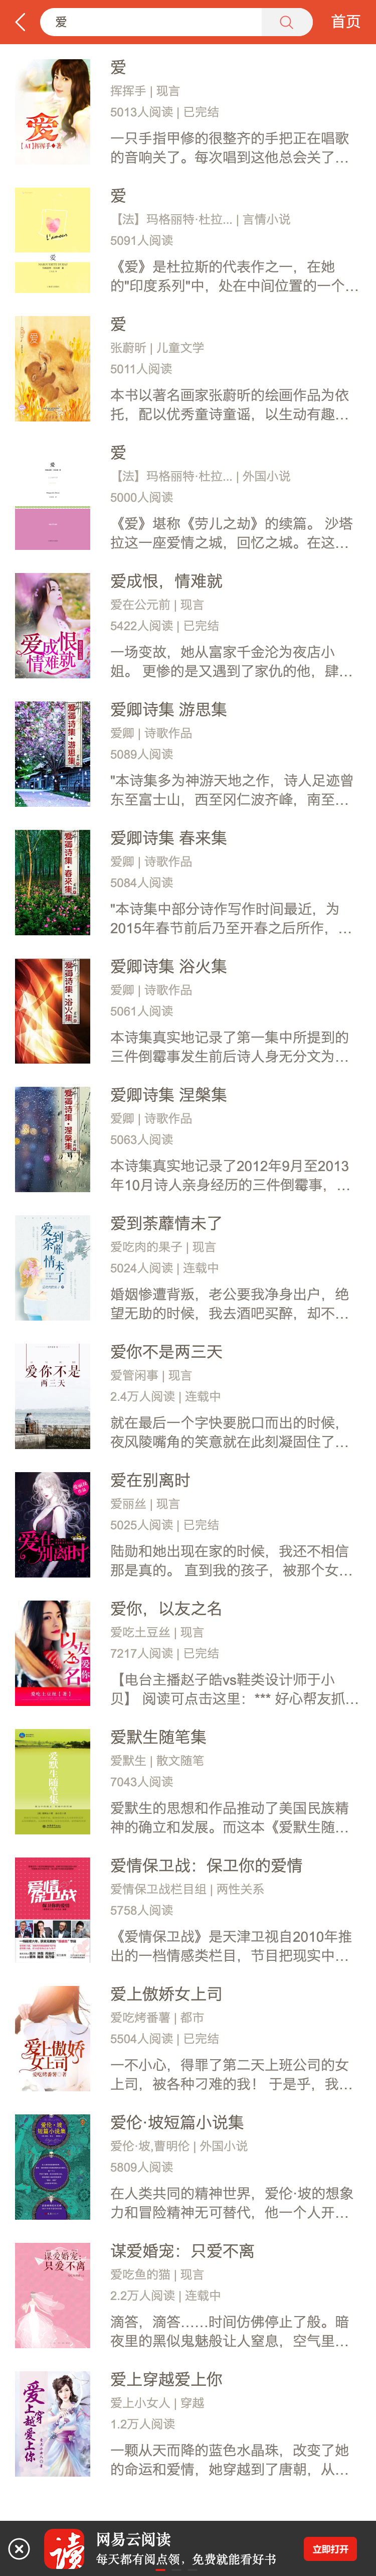 爱
首页
爱
挥挥手 | 现言
5013人阅读 | 已完结
一只手指甲修的很整齐的手把正在唱歌
的音响关了。每次唱到这他总会关了…
爱
【法】玛格丽特·杜拉... | 言情小说
5091人阅读
《爱》是杜拉斯的代表作之一，在她
的"印度系列"中，处在中间位置的一个…
爱
张蔚昕 | 儿童文学
5011人阅读
本书以著名画家张蔚昕的绘画作品为依
托，配以优秀童诗童谣，以生动有趣…
爱
【法】玛格丽特·杜拉... | 外国小说
5000人阅读
《爱》堪称《劳儿之劫》的续篇。 沙塔
拉这一座爱情之城，回忆之城。在这…
爱成恨，情难就
爱在公元前 | 现言
5422人阅读 | 已完结
一场变故，她从富家千金沦为夜店小
姐。 更惨的是又遇到了家仇的他，肆…
爱卿诗集 游思集
爱卿 | 诗歌作品
5089人阅读
"本诗集多为神游天地之作，诗人足迹曾
东至富士山，西至冈仁波齐峰，南至…
爱卿诗集 春来集
爱卿 | 诗歌作品
5084人阅读
"本诗集中部分诗作写作时间最近，为
2015年春节前后乃至开春之后所作，…
爱卿诗集 浴火集
爱卿 | 诗歌作品
5061人阅读
本诗集真实地记录了第一集中所提到的
三件倒霉事发生前后诗人身无分文为…
爱卿诗集 涅槃集
爱卿 | 诗歌作品
5063人阅读
本诗集真实地记录了2012年9月至2013
年10月诗人亲身经历的三件倒霉事，…
爱到荼蘼情未了
爱吃肉的果子 | 现言
5024人阅读 | 连载中
婚姻惨遭背叛，老公要我净身出户，绝
望无助的时候，我去酒吧买醉，却不…
爱你不是两三天
爱管闲事 | 现言
2.4万人阅读 | 连载中
就在最后一个字快要脱口而出的时候，
夜风陵嘴角的笑意就在此刻凝固住了…
爱在别离时
爱丽丝 | 现言
5025人阅读 | 已完结
陆勋和她出现在家的时候，我还不相信
那是真的。 直到我的孩子，被那个女…
爱你，以友之名
爱吃土豆丝 | 现言
7217人阅读 | 已完结
【电台主播赵子皓vs鞋类设计师于小
贝】 阅读可点击这里：*** 好心帮友抓…
爱默生随笔集
爱默生 | 散文随笔
7043人阅读
爱默生的思想和作品推动了美国民族精
神的确立和发展。而这本《爱默生随…
爱情保卫战：保卫你的爱情
爱情保卫战栏目组 | 两性关系
5758人阅读
《爱情保卫战》是天津卫视自2010年推
出的一档情感类栏目，节目把现实中…
爱上傲娇女上司
爱吃烤番薯 | 都市
5504人阅读 | 已完结
一不小心，得罪了第二天上班公司的女
上司，被各种刁难的我！ 于是乎，我…
爱伦·坡短篇小说集
爱伦·坡,曹明伦 | 外国小说
5809人阅读
在人类共同的精神世界，爱伦·坡的想象
力和冒险精神无可替代，他一个人开…
谋爱婚宠：只爱不离
爱吃鱼的猫 | 现言
2.2万人阅读 | 连载中
滴答，滴答……时间仿佛停止了般。暗
夜里的黑似鬼魅般让人窒息，空气里…
爱上穿越爱上你
爱上小女人 | 穿越
1.2万人阅读
一颗从天而降的蓝色水晶珠，改变了她
的命运和爱情，她穿越到了唐朝，从…
读
网易云阅读
每天都有阅点领，免费就能看好书
立即打开